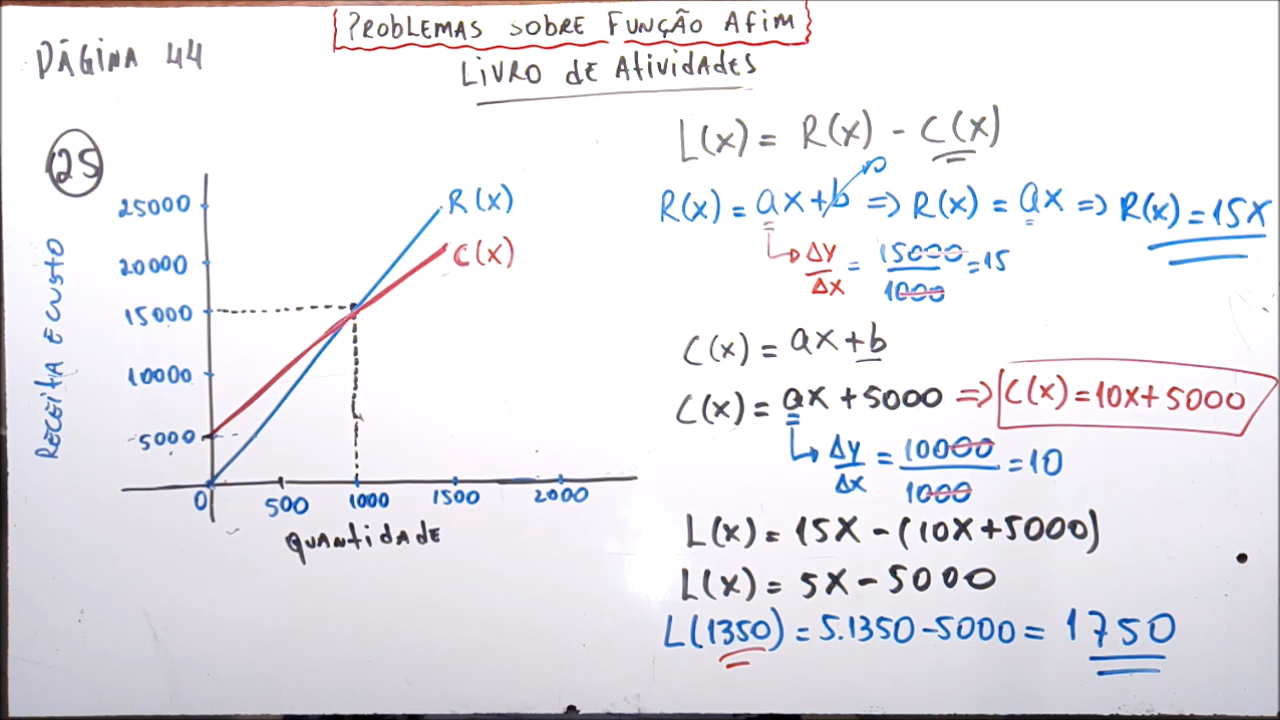 PROBLEMAS SOBRE FUNÇÃO AFIM
LIVRO DE ATIVIDADES
PÁGINA 44
25
RECEITA E CUSTO
25000
20000
15000
10000
5000
0
500
1000
1500
2000
QUANTIDADE
R(X)
C(X)
L(X) = R(X) - C(X)
R(X) = aX+b → 0 => R(X) = aX => R(X) = 15X
→ ΔY/ΔX = 15000/1000 = 15
C(X) = aX+b
C(X) = aX + 5000 => C(X) = 10X + 5000
→ ΔY/ΔX = 10000/1000 = 10
L(X) = 15X - (10X + 5000)
L(X) = 5X - 5000
L(1350) = 5.1350 - 5000 = 1750